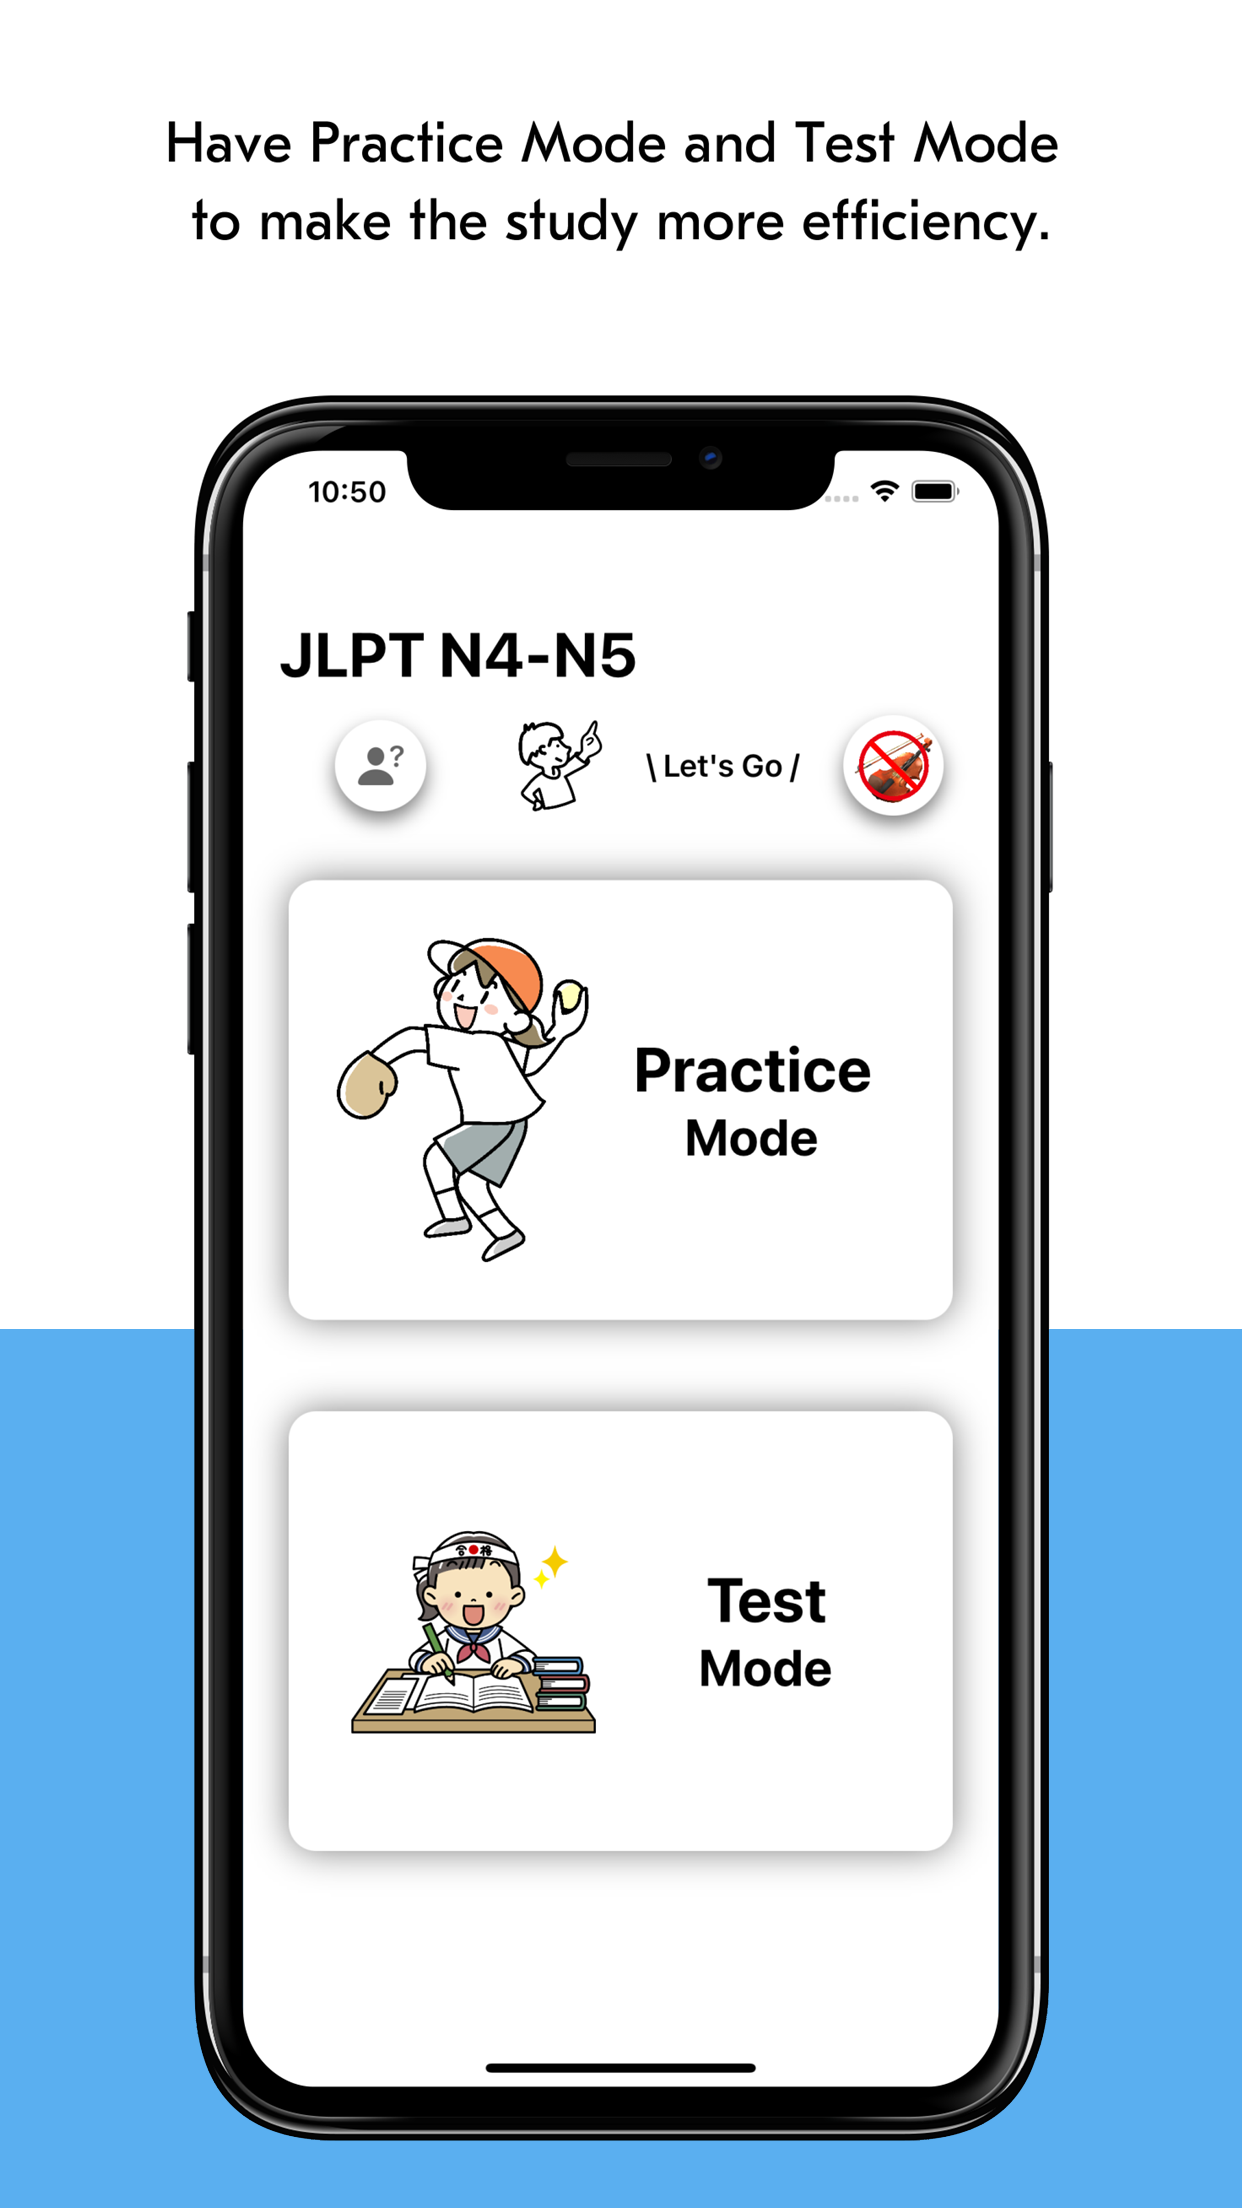 Have Practice Mode and Test Mode
to make the study more efficiency.
10:50
JLPT N4-N5
?
\ Let's Go /
Practice
Mode
合格
Test
Mode